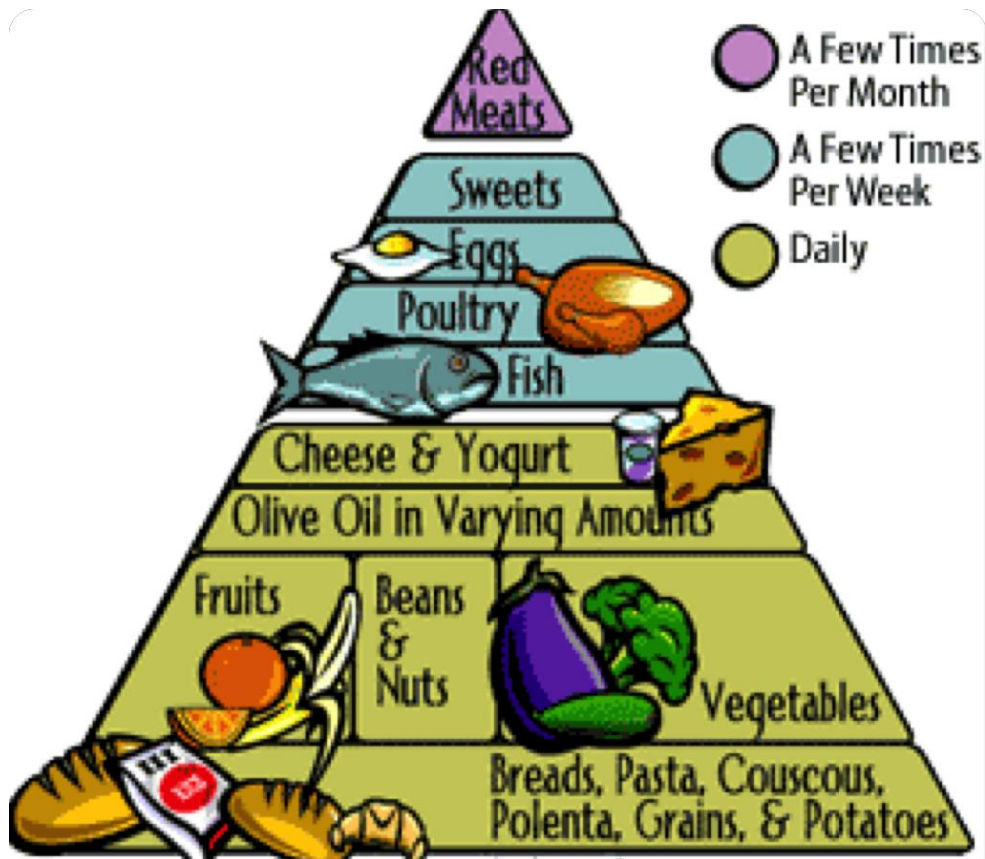 Red
Meats
A Few Times
Per Month
A Few Times
Per Week
Daily
Sweets
Eggs
Poultry
Fish
Cheese & Yogurt
Olive Oil in Varying Amounts
Fruits
Beans
&
Nuts
Vegetables
Breads, Pasta, Couscous,
Polenta, Grains, & Potatoes